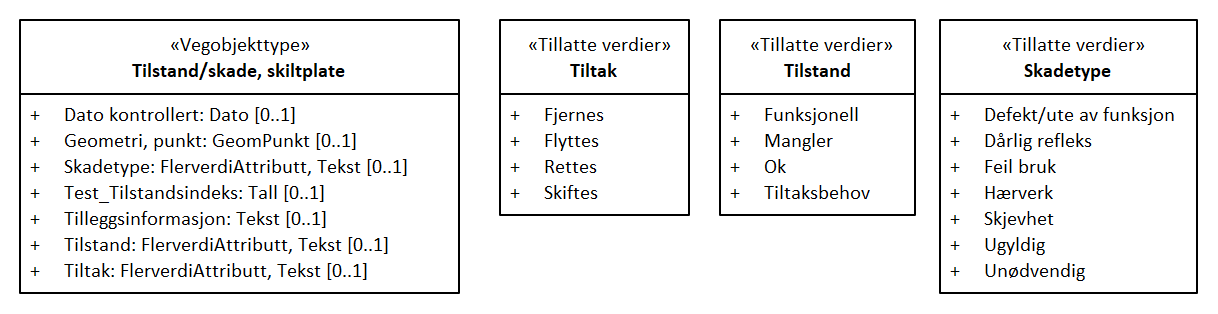 «Vegobjekttype»
Tilstand/skade, skiltplate
+ Dato kontrollert: Dato [0..1]
+ Geometri, punkt: GeomPunkt [0..1]
+ Skadetype: FlerverdiAttributt, Tekst [0..1]
+ Test_Tilstandsindeks: Tall [0..1]
+ Tilleggsinformasjon: Tekst [0..1]
+ Tilstand: FlerverdiAttributt, Tekst [0..1]
+ Tiltak: FlerverdiAttributt, Tekst [0..1]
«Tillatte verdier»
Tiltak
+ Fjernes
+ Flyttes
+ Rettes
+ Skiftes
«Tillatte verdier»
Tilstand
+ Funksjonell
+ Mangler
+ Ok
+ Tiltaksbehov
«Tillatte verdier»
Skadetype
+ Defekt/ute av funksjon
+ Dårlig refleks
+ Feil bruk
+ Hærverk
+ Skjevhet
+ Ugyldig
+ Unødvendig